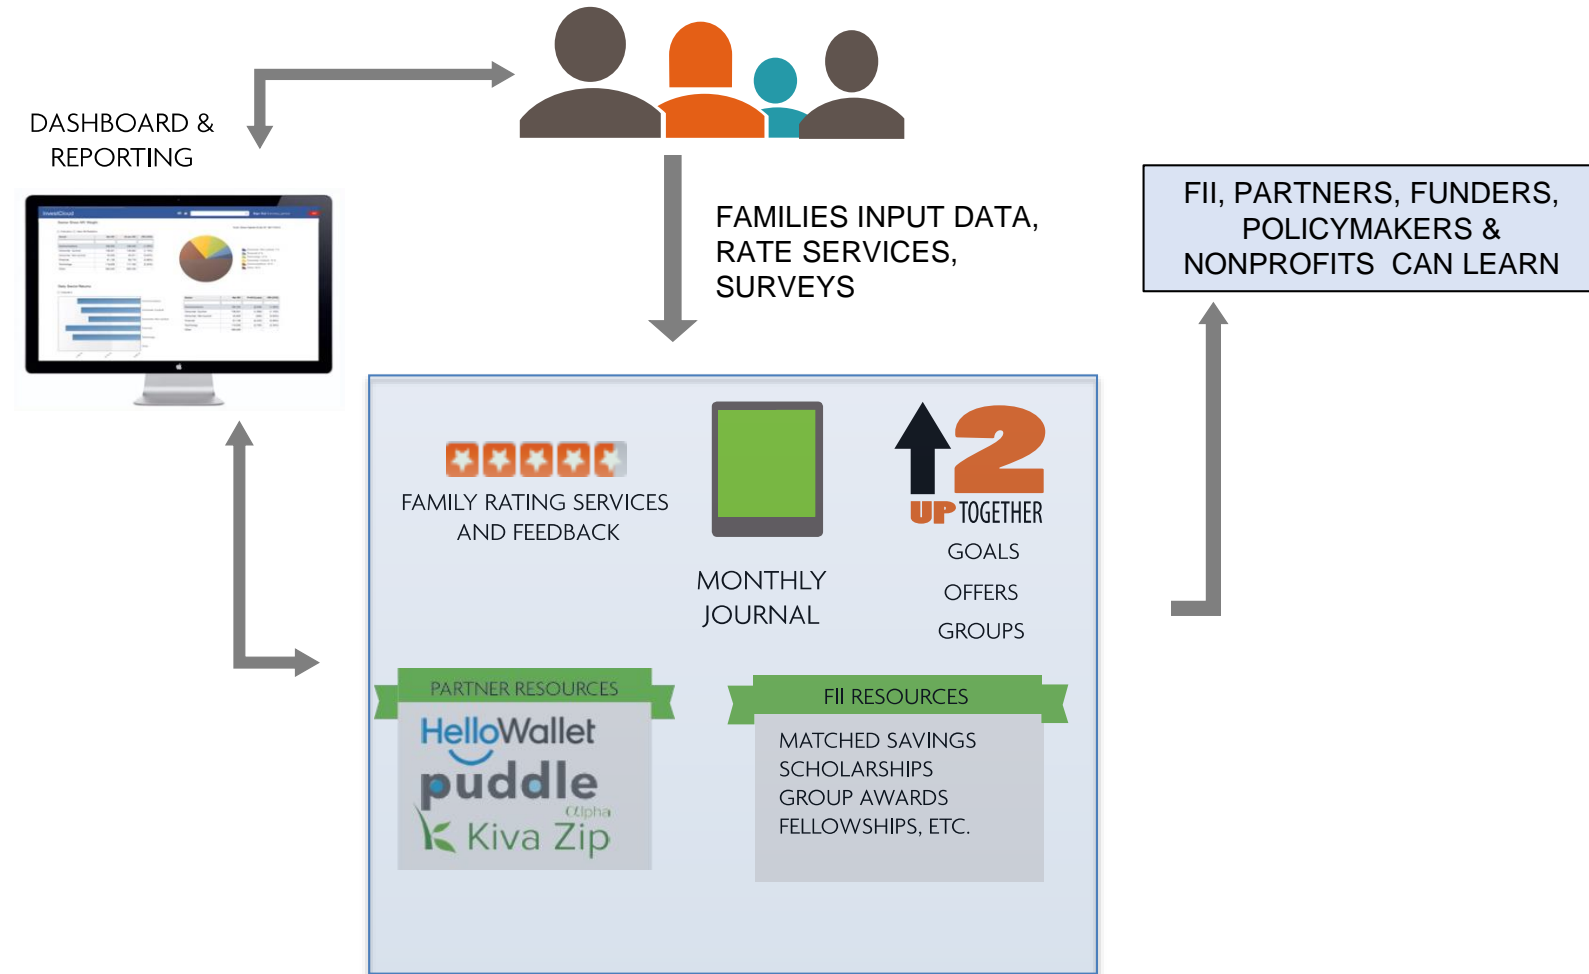 DASHBOARD &
REPORTING
InvestCloud
FAMILIES INPUT DATA,
RATE SERVICES,
SURVEYS
FII, PARTNERS, FUNDERS,
POLICYMAKERS &
NONPROFITS CAN LEARN
FAMILY RATING SERVICES
AND FEEDBACK
MONTHLY
JOURNAL
2
UP TOGETHER
GOALS
OFFERS
GROUPS
PARTNER RESOURCES
HelloWallet
puddle
αlpha
Kiva Zip
FII RESOURCES
MATCHED SAVINGS
SCHOLARSHIPS
GROUP AWARDS
FELLOWSHIPS, ETC.